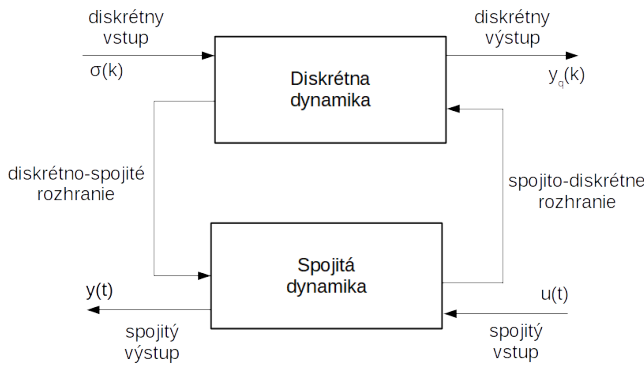 diskrétny
vstup
σ(k)
Diskrétna
dynamika
diskrétny
výstup
y_q(k)
diskrétno-spojité
rozhranie
spojito-diskrétne
rozhranie
Spojitá
dynamika
y(t)
spojitý
výstup
u(t)
spojitý
vstup